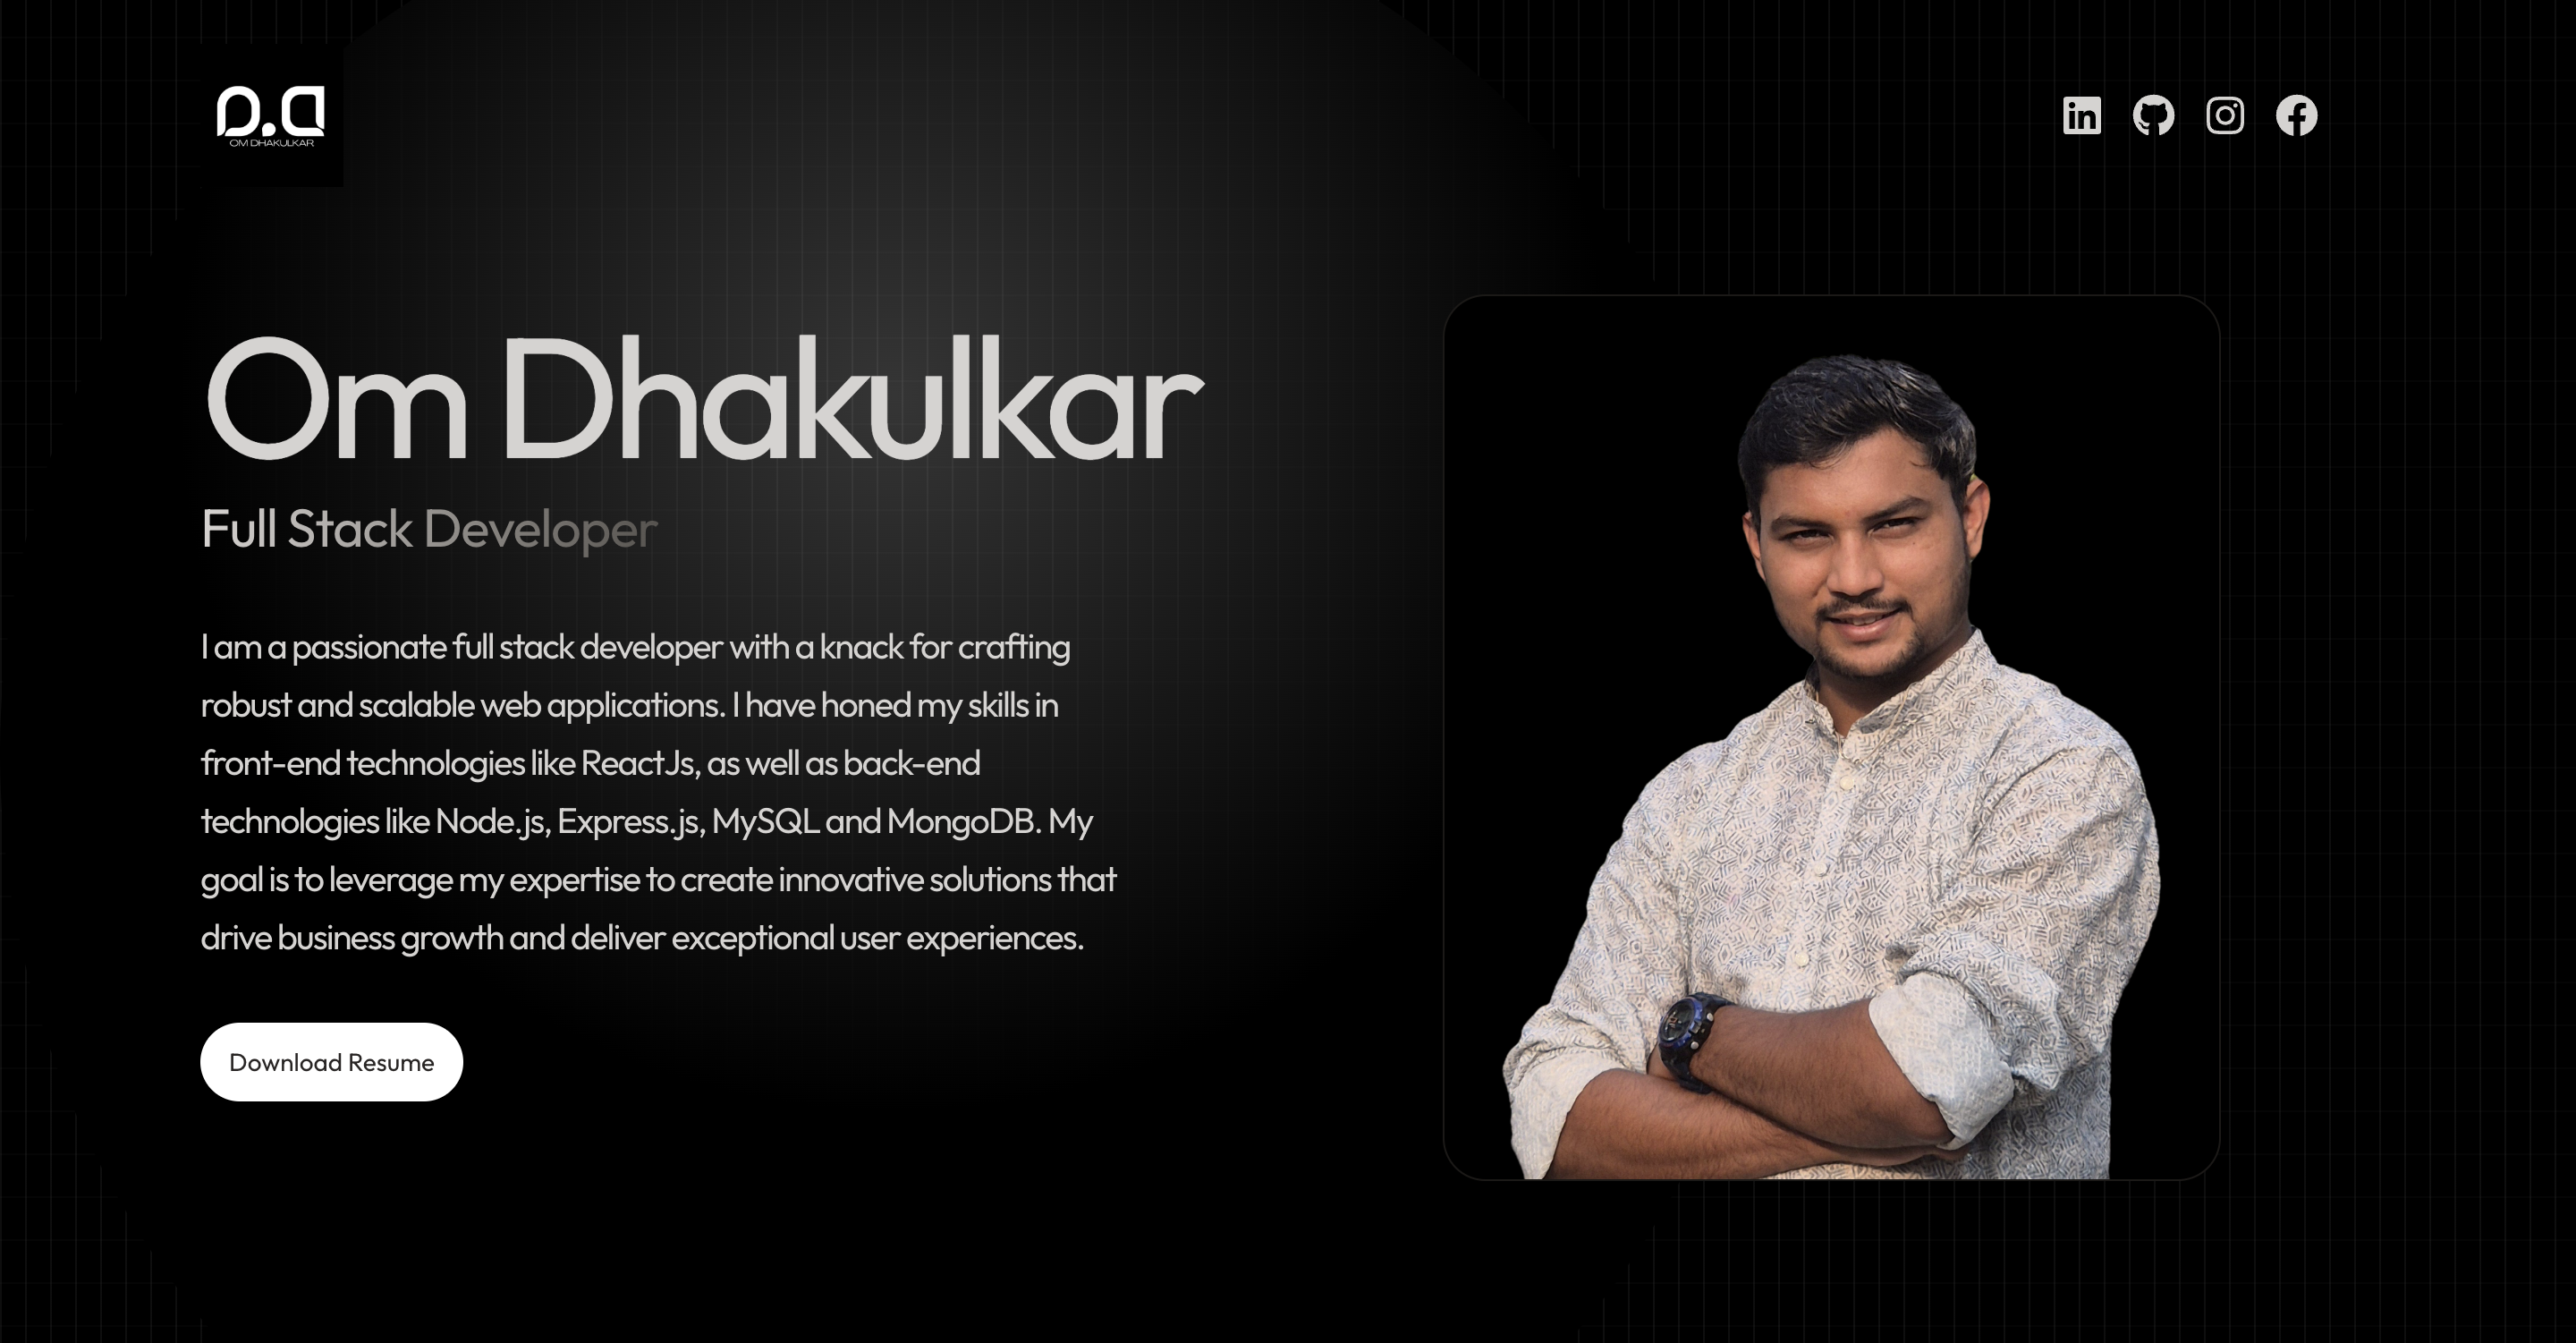 O.D
OM DHAKULKAR
Om Dhakulkar
Full Stack Developer
I am a passionate full stack developer with a knack for crafting
robust and scalable web applications. I have honed my skills in
front-end technologies like ReactJs, as well as back-end
technologies like Node.js, Express.js, MySQL and MongoDB. My
goal is to leverage my expertise to create innovative solutions that
drive business growth and deliver exceptional user experiences.
Download Resume